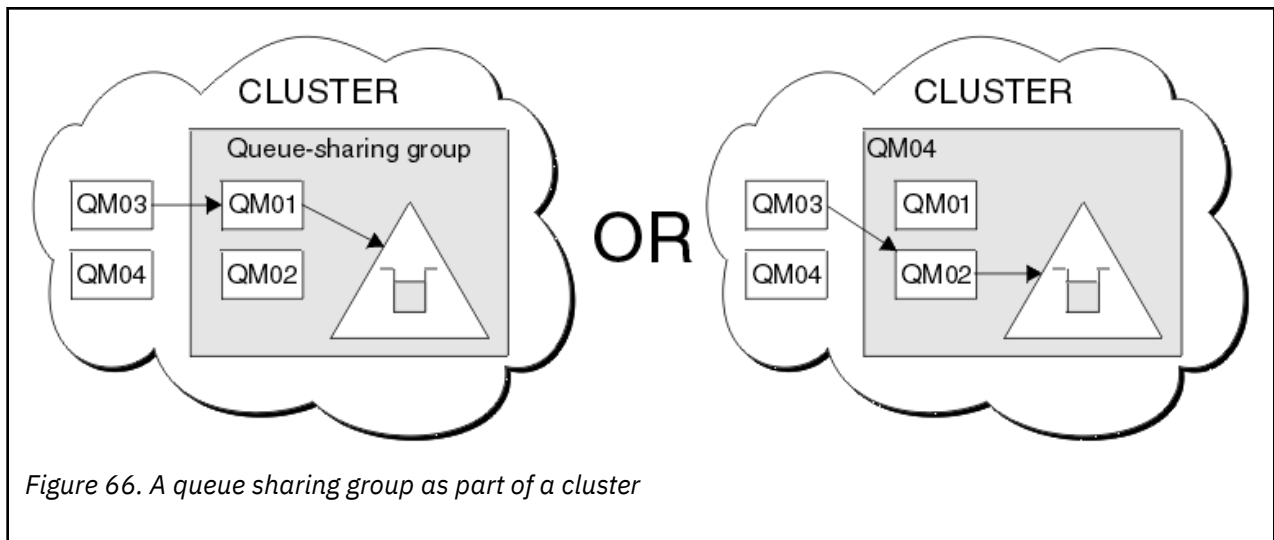 CLUSTER
Queue-sharing group
QM03
QM01
QM04
QM02
OR
CLUSTER
QM04
QM03
QM01
QM04
QM02
Figure 66. A queue sharing group as part of a cluster